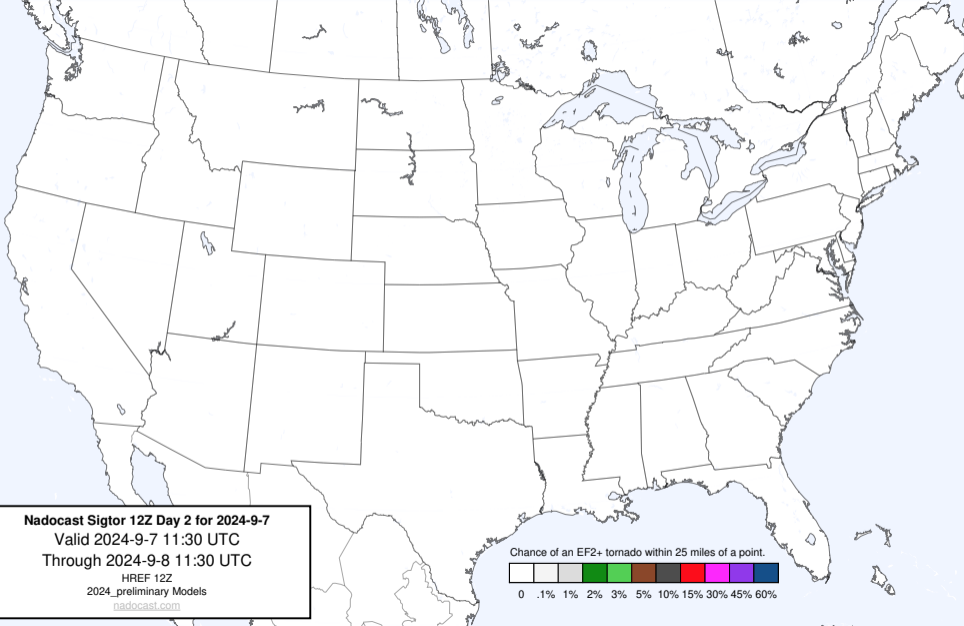 Nadocast Sigtor 12Z Day 2 for 2024-9-7
Valid 2024-9-7 11:30 UTC
Through 2024-9-8 11:30 UTC
HREF 12Z
2024_preliminary Models
nadocast.com
Chance of an EF2+ tornado within 25 miles of a point.
0 .1% 1% 2% 3% 5% 10% 15% 30% 45% 60%